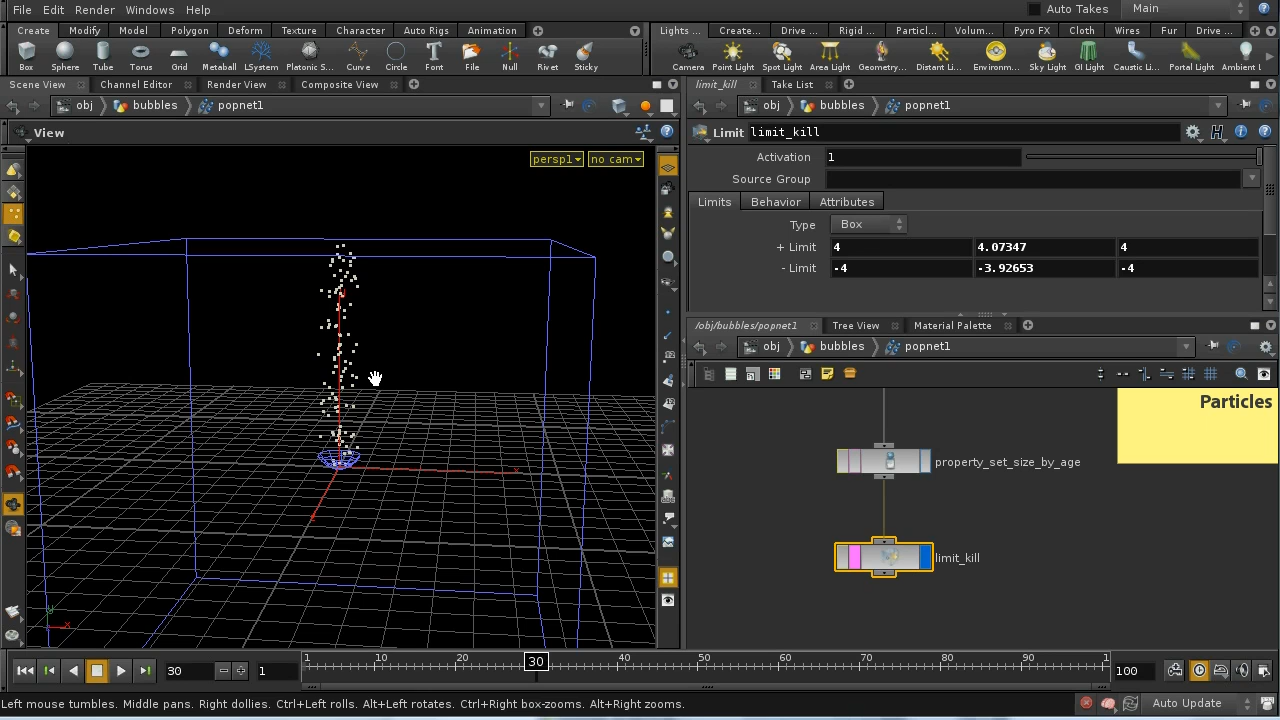 File Edit Render Windows Help Auto Takes Main
Create Modify Model Polygon Deform Texture Character Auto Rigs Animation Lights ... Create... Drive ... Rigid ... Particl... Volum... Pyro FX Cloth Wires Fur Drive ...
Box Sphere Tube Torus Grid Metaball LSystem Platonic S... Curve Circle Font File Null Rivet Sticky Camera Point Light Spot Light Area Light Geometry... Distant Li... Environm... Sky Light GI Light Caustic Li... Portal Light Ambient L
Scene View Channel Editor Render View Composite View limit_kill Take List
obj bubbles popnet1 obj bubbles popnet1
View Limit limit_kill
persp1 no cam
Activation 1
Source Group
Limits Behavior Attributes
Type Box
+ Limit 4 4.07347 4
- Limit -4 -3.92653 -4
/obj/bubbles/popnet1 Tree View Material Palette
obj bubbles popnet1
Particles
property_set_size_by_age
limit_kill
x
y
x
30 1 1 10 20 30 40 50 60 70 80 90 1 100
Left mouse tumbles. Middle pans. Right dollies. Ctrl+Left rolls. Alt+Left rotates. Ctrl+Right box-zooms. Alt+Right zooms. Auto Update